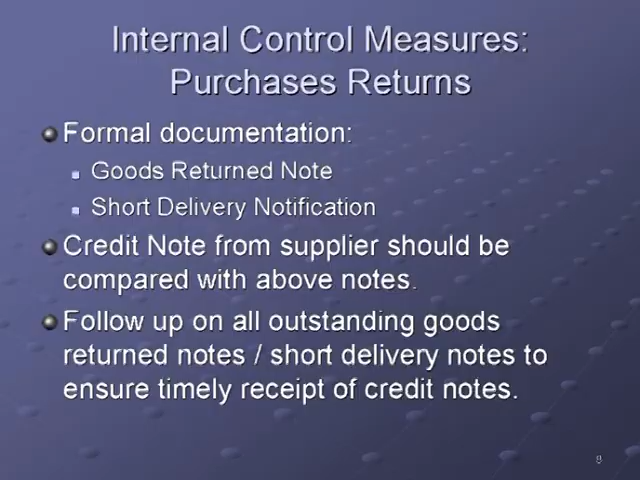 Internal Control Measures:
Purchases Returns
Formal documentation:
Goods Returned Note
Short Delivery Notification
Credit Note from supplier should be
compared with above notes.
Follow up on all outstanding goods
returned notes / short delivery notes to
ensure timely receipt of credit notes.
8